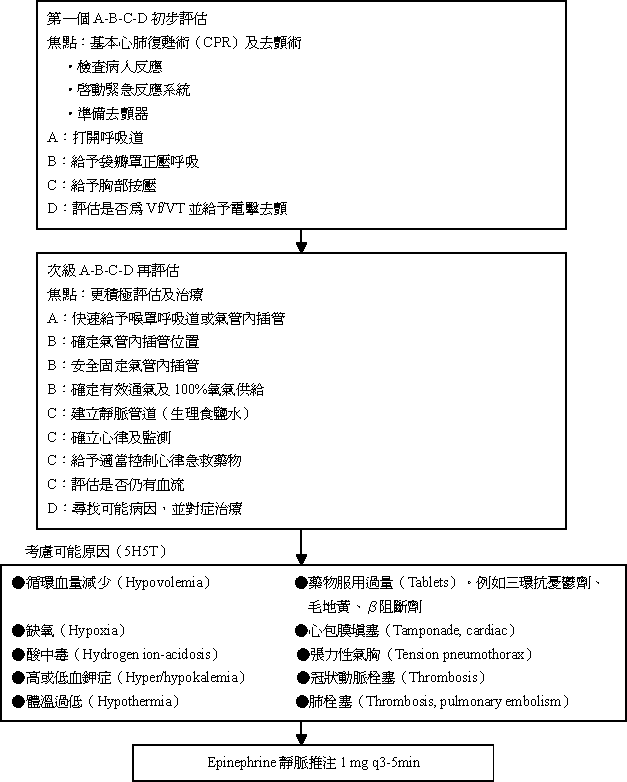 第一個 A-B-C-D 初步評估
焦點：基本心肺復甦術（CPR）及去顫術
・檢查病人反應
・啓動緊急反應系統
・準備去顫器
A：打開呼吸道
B：給予袋瓣罩正壓呼吸
C：給予胸部按壓
D：評估是否為 Vf/VT 並給予電擊去顫
次級 A-B-C-D 再評估
焦點：更積極評估及治療
A：快速給予喉罩呼吸道或氣管內插管
B：確定氣管內插管位置
B：安全固定氣管內插管
B：確定有效通氣及 100%氧氣供給
C：建立靜脈管道（生理食鹽水）
C：確立心律及監測
C：給予適當控制心律急救藥物
C：評估是否仍有血流
D：尋找可能病因，並對症治療
考慮可能原因（5H5T）
●循環血量減少（Hypovolemia）
●缺氧（Hypoxia）
●酸中毒（Hydrogen ion-acidosis）
●高或低血鉀症（Hyper/hypokalemia）
●體溫過低（Hypothermia）
●藥物服用過量（Tablets）。例如三環抗憂鬱劑、
毛地黃、β阻斷劑
●心包膜填塞（Tamponade, cardiac）
●張力性氣胸（Tension pneumothorax）
●冠狀動脈栓塞（Thrombosis）
●肺栓塞（Thrombosis, pulmonary embolism）
Epinephrine 靜脈推注 1 mg q3-5min